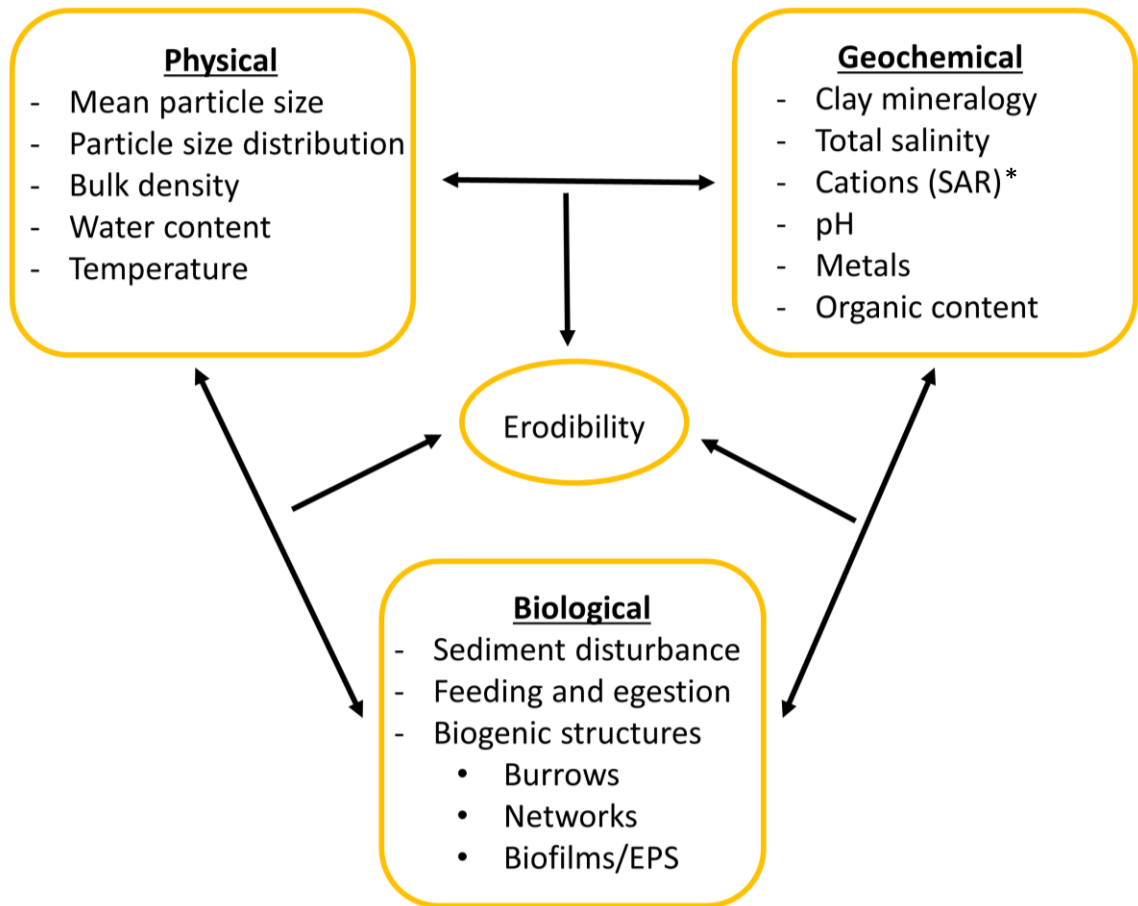 Physical
- Mean particle size
- Particle size distribution
- Bulk density
- Water content
- Temperature
Geochemical
- Clay mineralogy
- Total salinity
- Cations (SAR)*
- pH
- Metals
- Organic content
Erodibility
Biological
- Sediment disturbance
- Feeding and egestion
- Biogenic structures
• Burrows
• Networks
• Biofilms/EPS